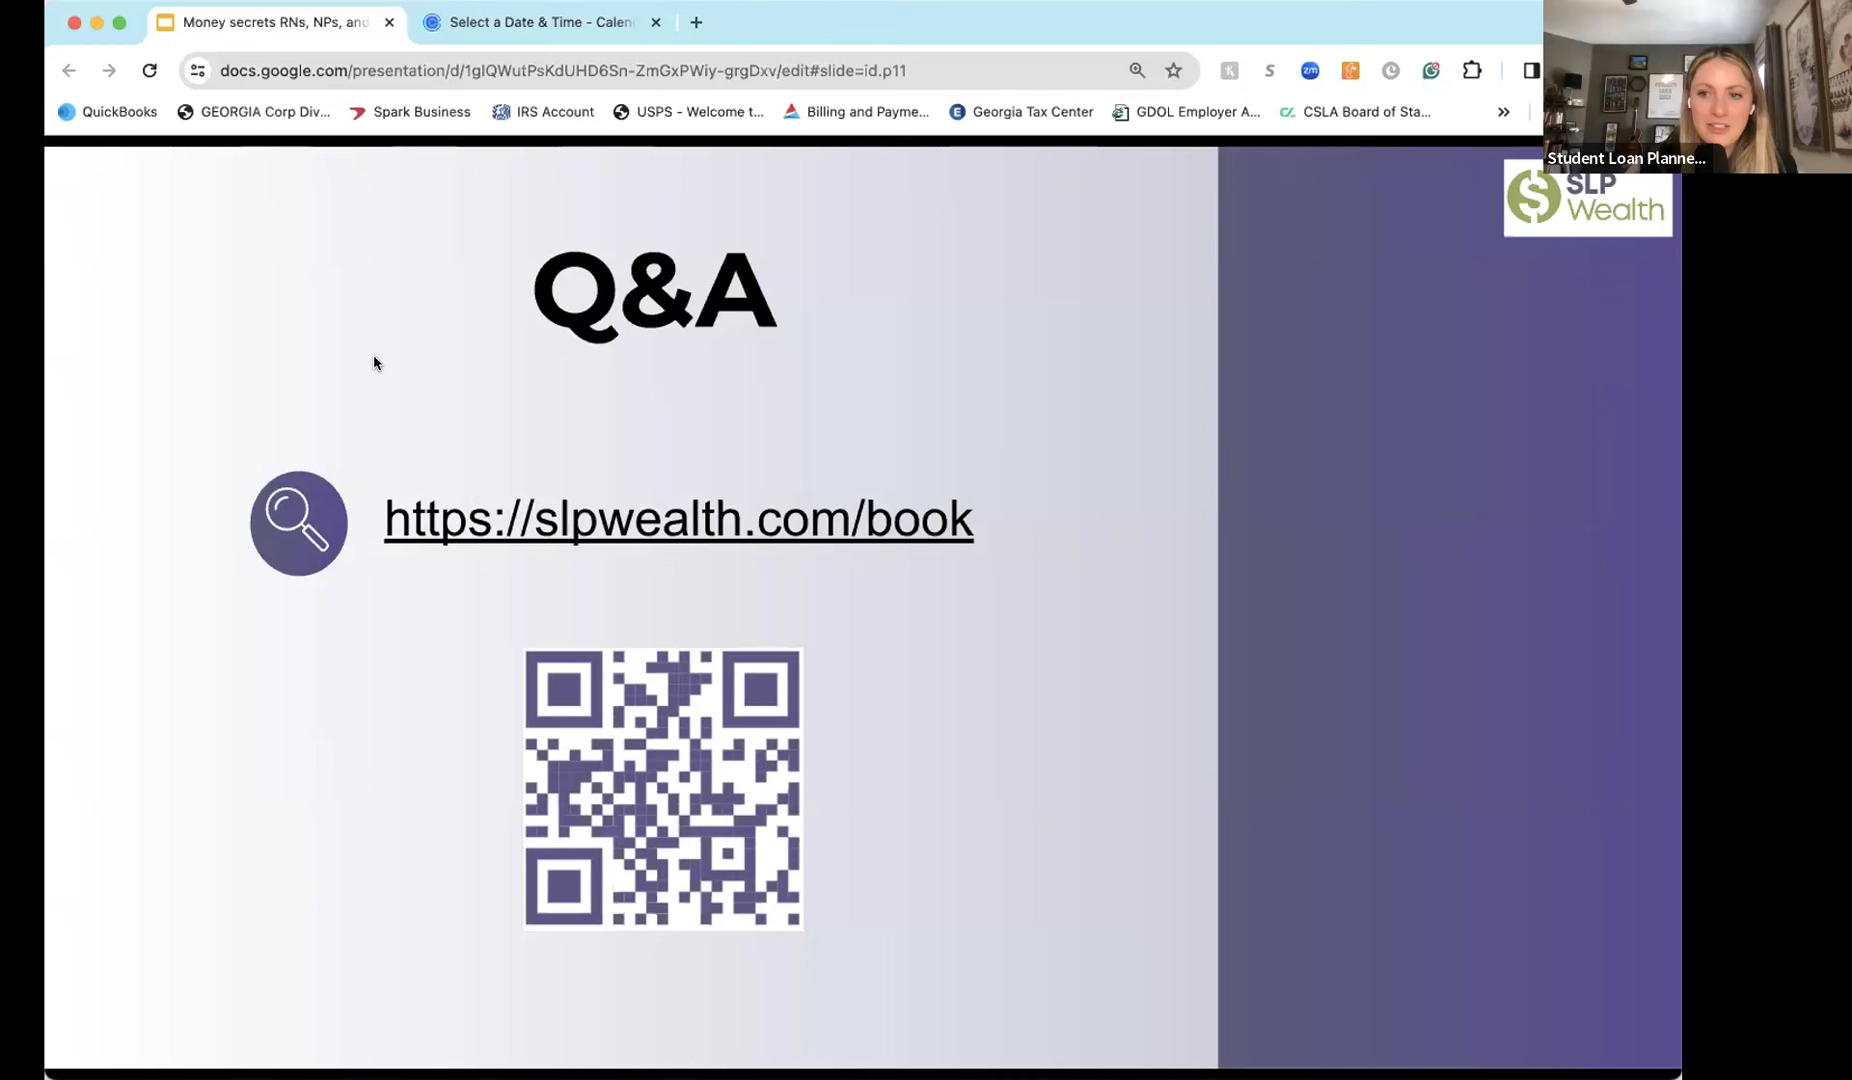 Money secrets RNs, NPs, and
Select a Date & Time - Calen
docs.google.com/presentation/d/1gIQWutPsKdUHD6Sn-ZmGxPWiy-grgDxv/edit#slide=id.p11
QuickBooks
GEORGIA Corp Div...
Spark Business
IRS Account
USPS - Welcome t...
Billing and Payme...
Georgia Tax Center
GDOL Employer A...
CSLA Board of Sta...
Student Loan Planne...
SLP
Wealth
Q&A
https://slpwealth.com/book